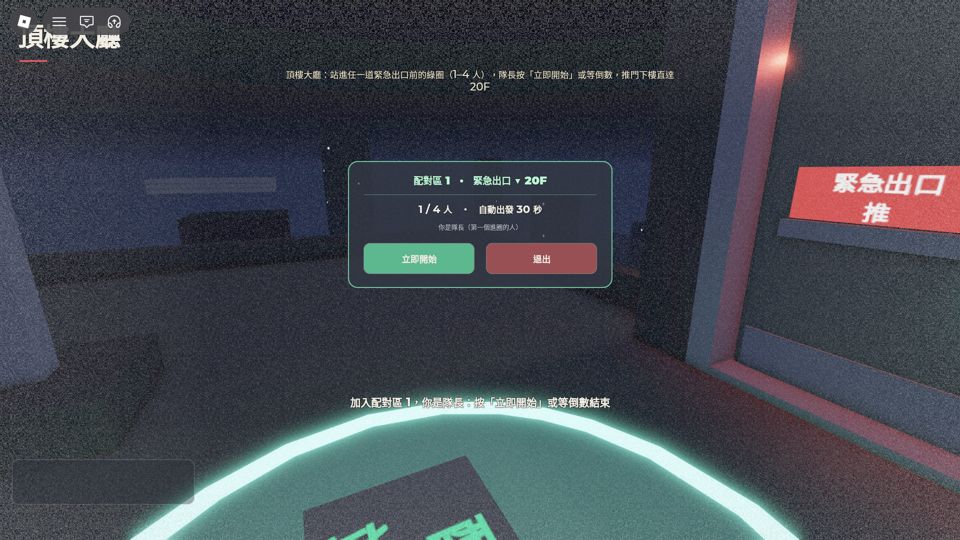 頂樓大廳
頂樓大廳：站進任一道緊急出口前的綠圈（1–4 人），隊長按「立即開始」或等倒數，推門下樓直達
20F
配對區 1 • 緊急出口 ▼ 20F
1 / 4 人 • 自動出發 30 秒
你是隊長（第一個進圈的人）
立即開始
退出
緊急出口
推
加入配對區 1，你是隊長：按「立即開始」或等倒數結束